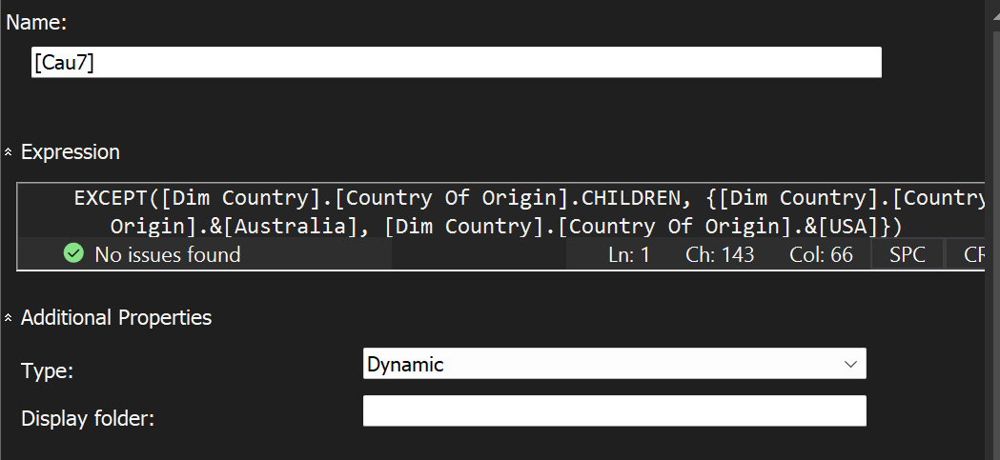 Name:
[Cau7]
Expression
EXCEPT([Dim Country].[Country Of Origin].CHILDREN, {[Dim Country].[Country
Origin].&[Australia], [Dim Country].[Country Of Origin].&[USA]})
No issues found
Ln: 1
Ch: 143
Col: 66
SPC
CR
Additional Properties
Type:
Dynamic
Display folder: